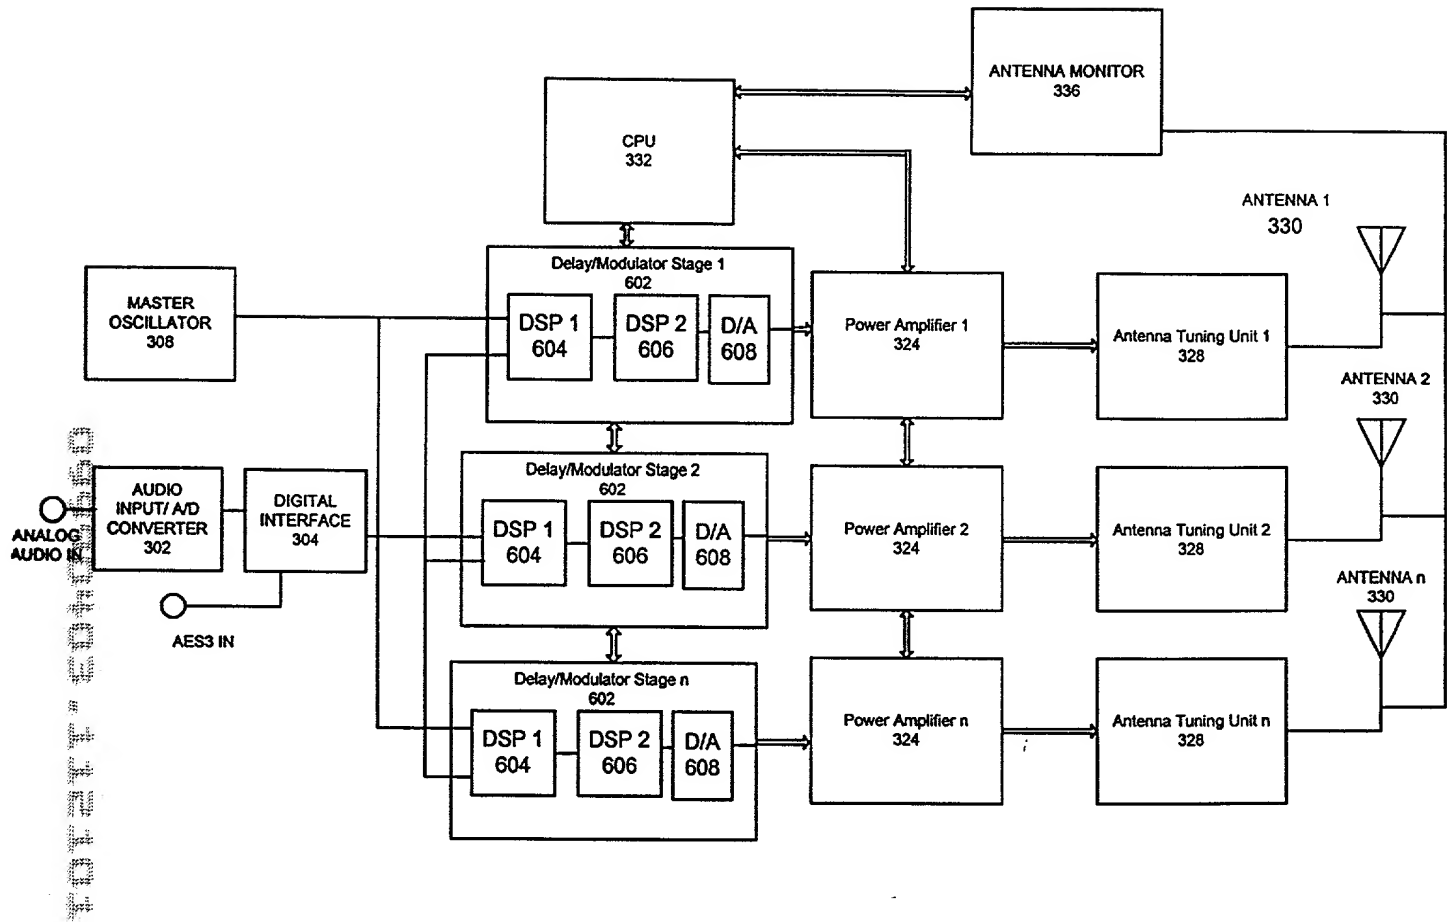 ANTENNA MONITOR
336
CPU
332
ANTENNA 1
330
Delay/Modulator Stage 1
602
DSP 1
604
DSP 2
606
D/A
608
MASTER
OSCILLATOR
308
Power Amplifier 1
324
Antenna Tuning Unit 1
328
ANTENNA 2
330
Delay/Modulator Stage 2
602
DSP 1
604
DSP 2
606
D/A
608
AUDIO
INPUT/ A/D
CONVERTER
302
DIGITAL
INTERFACE
304
ANALOG
AUDIO IN
AES3 IN
Power Amplifier 2
324
Antenna Tuning Unit 2
328
ANTENNA n
330
Delay/Modulator Stage n
602
DSP 1
604
DSP 2
606
D/A
608
Power Amplifier n
324
Antenna Tuning Unit n
328